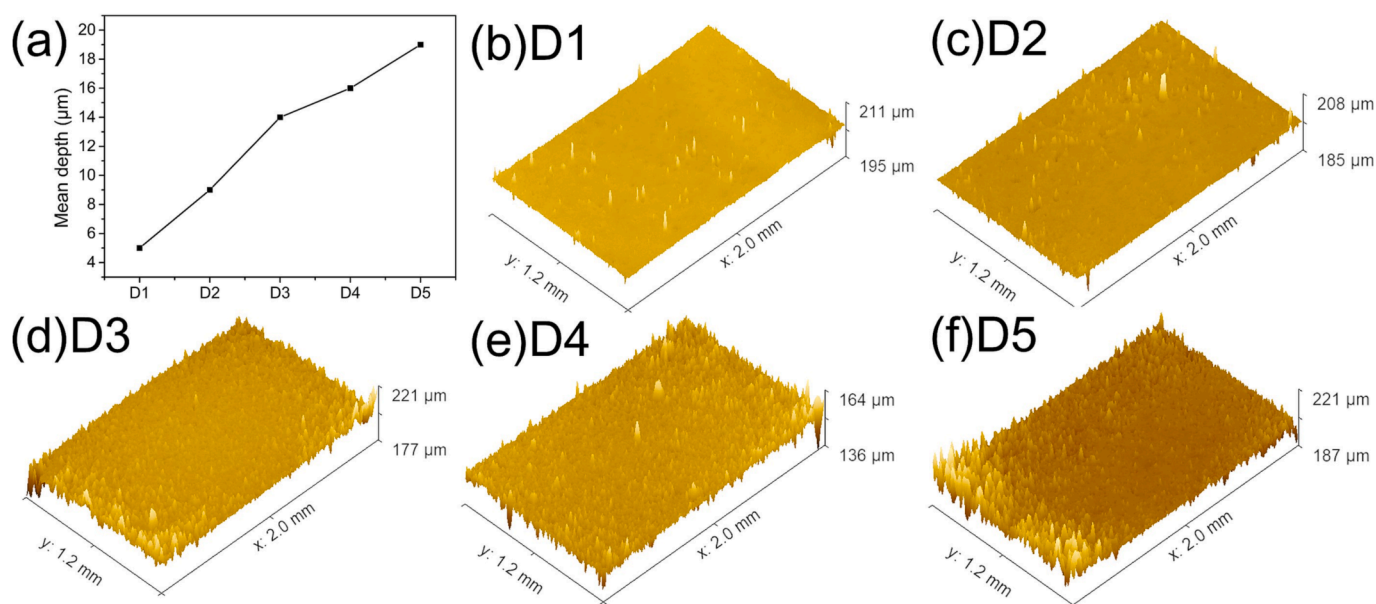 (a)
Mean depth (μm)
20
18
16
14
12
10
8
6
4
D1 D2 D3 D4 D5
(b)D1
211 μm
195 μm
x: 2.0 mm
y: 1.2 mm
(c)D2
208 μm
185 μm
x: 2.0 mm
y: 1.2 mm
(d)D3
221 μm
177 μm
x: 2.0 mm
y: 1.2 mm
(e)D4
164 μm
136 μm
x: 2.0 mm
y: 1.2 mm
(f)D5
221 μm
187 μm
x: 2.0 mm
y: 1.2 mm